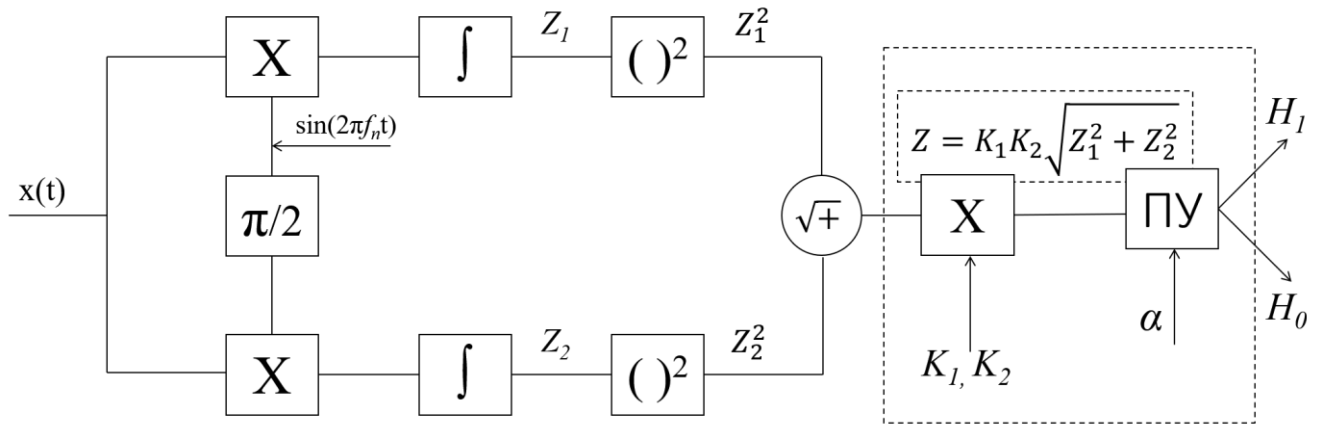 X
∫
Z₁
( )²
Z₁²
sin(2πfₙt)
H₁
Z = K₁K₂√(Z₁² + Z₂²)
x(t)
π/2
√+
X
ПУ
α
H₀
X
∫
Z₂
( )²
Z₂²
K₁, K₂